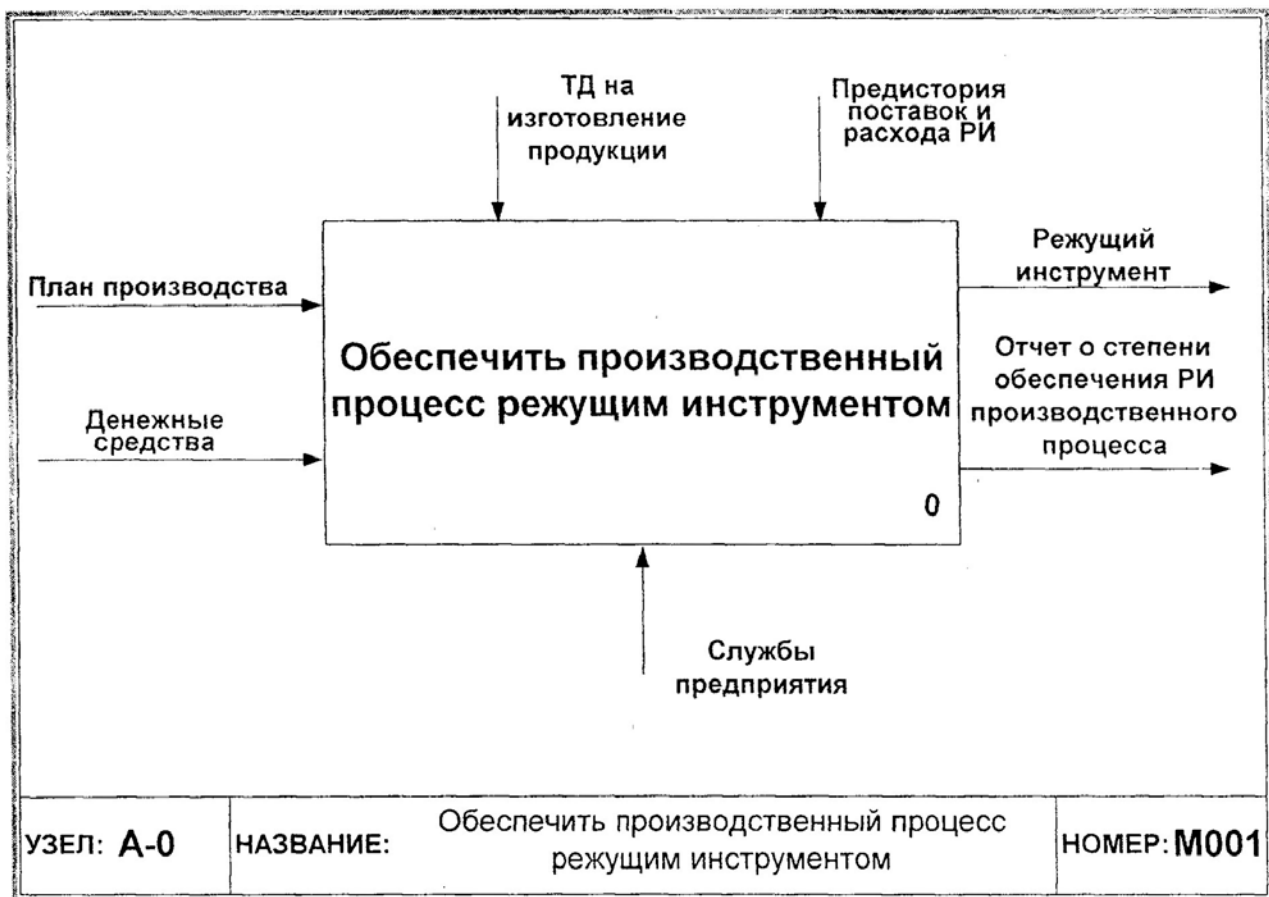 ТД на
изготовление
продукции
Предистория
поставок и
расхода РИ
План производства
Денежные
средства
Обеспечить производственный
процесс режущим инструментом
0
Режущий
инструмент
Отчет о степени
обеспечения РИ
производственного
процесса
Службы
предприятия
УЗЕЛ: А-0
НАЗВАНИЕ:
Обеспечить производственный процесс
режущим инструментом
НОМЕР: М001